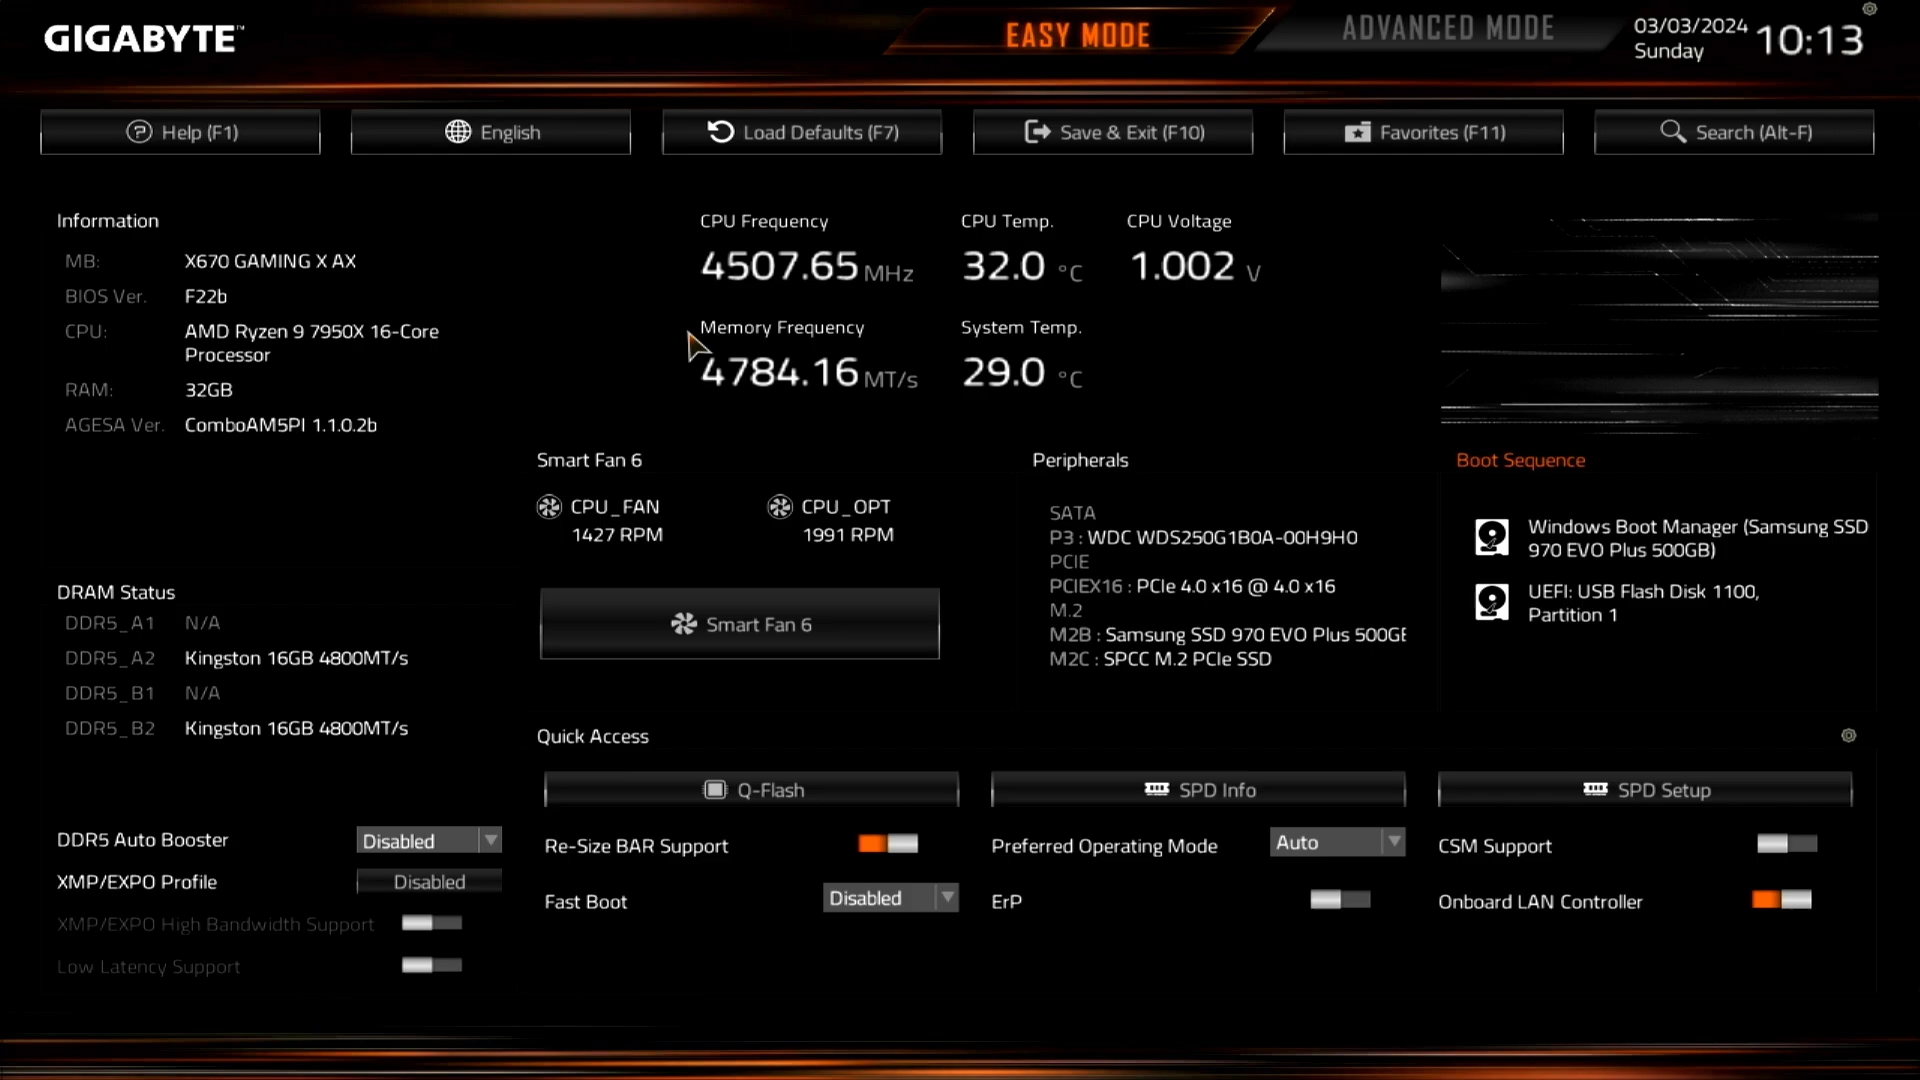 GIGABYTE™
EASY MODE
ADVANCED MODE
03/03/2024
Sunday
10:13
Help (F1)
English
Load Defaults (F7)
Save & Exit (F10)
Favorites (F11)
Search (Alt-F)
Information
MB: X670 GAMING X AX
BIOS Ver. F22b
CPU: AMD Ryzen 9 7950X 16-Core
Processor
RAM: 32GB
AGESA Ver. ComboAM5PI 1.1.0.2b
CPU Frequency
4507.65 MHz
CPU Temp.
32.0 °C
CPU Voltage
1.002 V
Memory Frequency
4784.16 MT/s
System Temp.
29.0 °C
Smart Fan 6
CPU_FAN
1427 RPM
CPU_OPT
1991 RPM
Smart Fan 6
Peripherals
SATA
P3 : WDC WDS250G1B0A-00H9H0
PCIE
PCIEX16 : PCIe 4.0 x16 @ 4.0 x16
M.2
M2B : Samsung SSD 970 EVO Plus 500GE
M2C : SPCC M.2 PCIe SSD
Boot Sequence
Windows Boot Manager (Samsung SSD
970 EVO Plus 500GB)
UEFI: USB Flash Disk 1100,
Partition 1
DRAM Status
DDR5_A1 N/A
DDR5_A2 Kingston 16GB 4800MT/s
DDR5_B1 N/A
DDR5_B2 Kingston 16GB 4800MT/s
DDR5 Auto Booster Disabled
XMP/EXPO Profile Disabled
XMP/EXPO High Bandwidth Support
Low Latency Support
Quick Access
Q-Flash
SPD Info
SPD Setup
Re-Size BAR Support
Preferred Operating Mode Auto
CSM Support
Fast Boot Disabled
ErP
Onboard LAN Controller